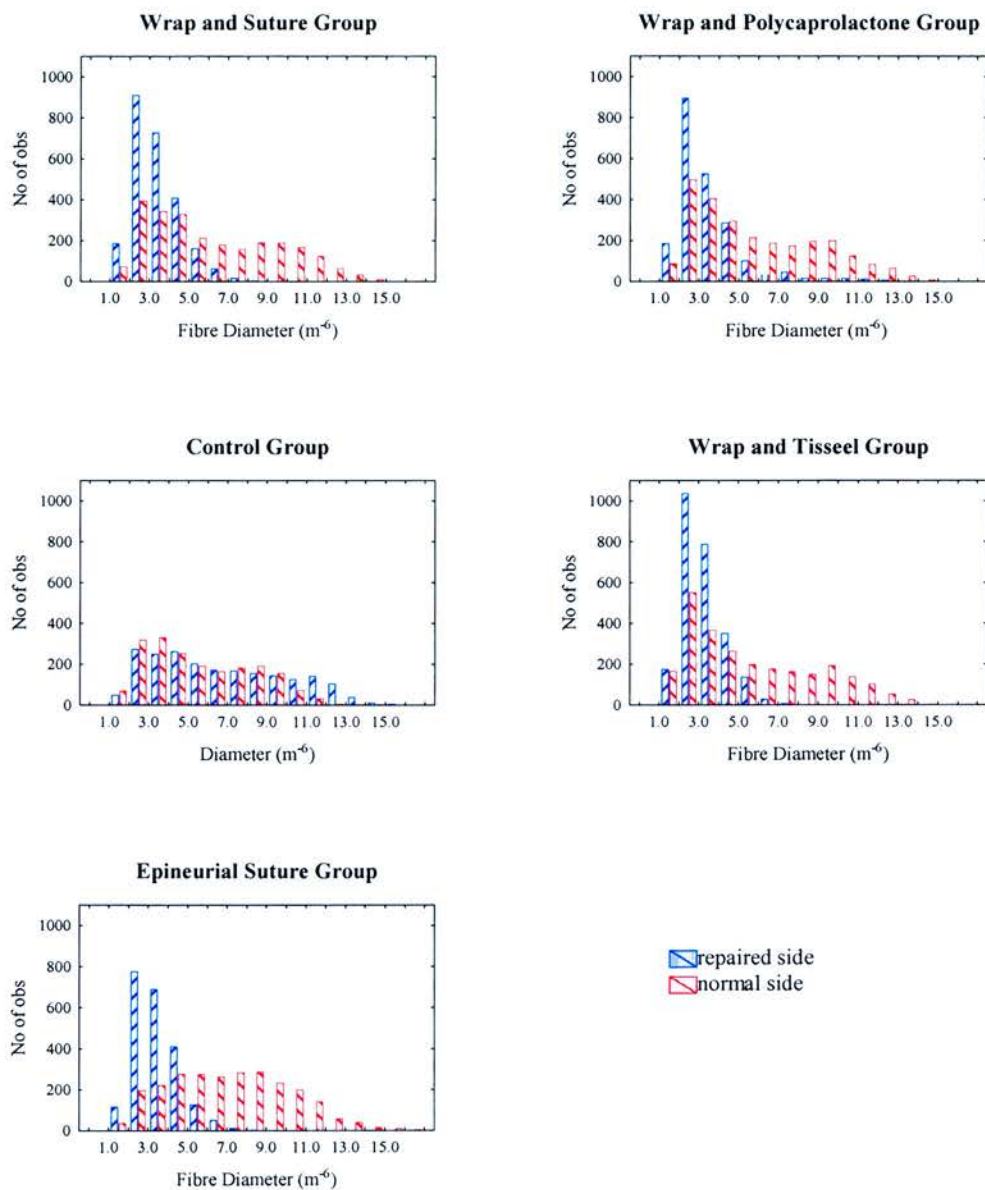 Wrap and Suture Group
No of obs
1000
800
600
400
200
0
1.0 3.0 5.0 7.0 9.0 11.0 13.0 15.0
Fibre Diameter (m-6)
Wrap and Polycaprolactone Group
No of obs
1000
800
600
400
200
0
1.0 3.0 5.0 7.0 9.0 11.0 13.0 15.0
Fibre Diameter (m-6)
Control Group
No of obs
1000
800
600
400
200
0
1.0 3.0 5.0 7.0 9.0 11.0 13.0 15.0
Diameter (m-6)
Wrap and Tisseel Group
No of obs
1000
800
600
400
200
0
1.0 3.0 5.0 7.0 9.0 11.0 13.0 15.0
Fibre Diameter (m-6)
Epineurial Suture Group
No of obs
1000
800
600
400
200
0
1.0 3.0 5.0 7.0 9.0 11.0 13.0 15.0
Fibre Diameter (m-6)
repaired side
normal side